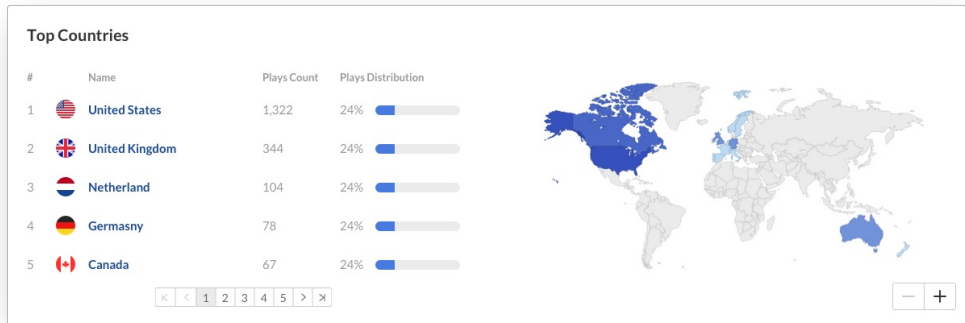 Top Countries
# Name Plays Count Plays Distribution
1 United States 1,322 24%
2 United Kingdom 344 24%
3 Netherland 104 24%
4 Germasny 78 24%
5 Canada 67 24%
1 2 3 4 5